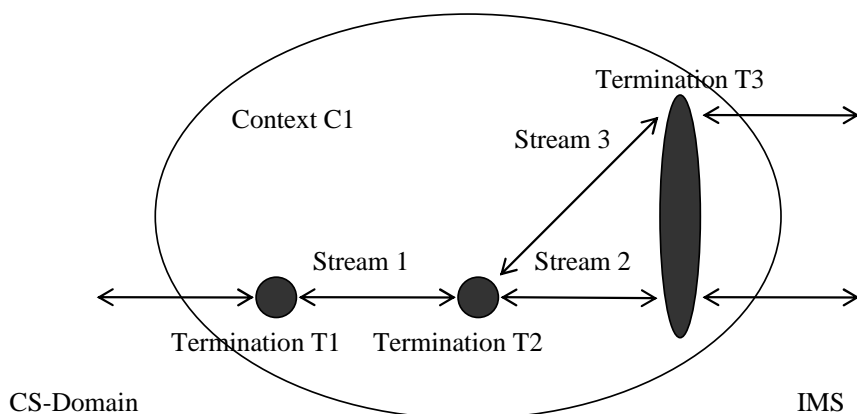 Termination T3
Context C1
Stream 3
Stream 1
Stream 2
Termination T1
Termination T2
CS-Domain
IMS